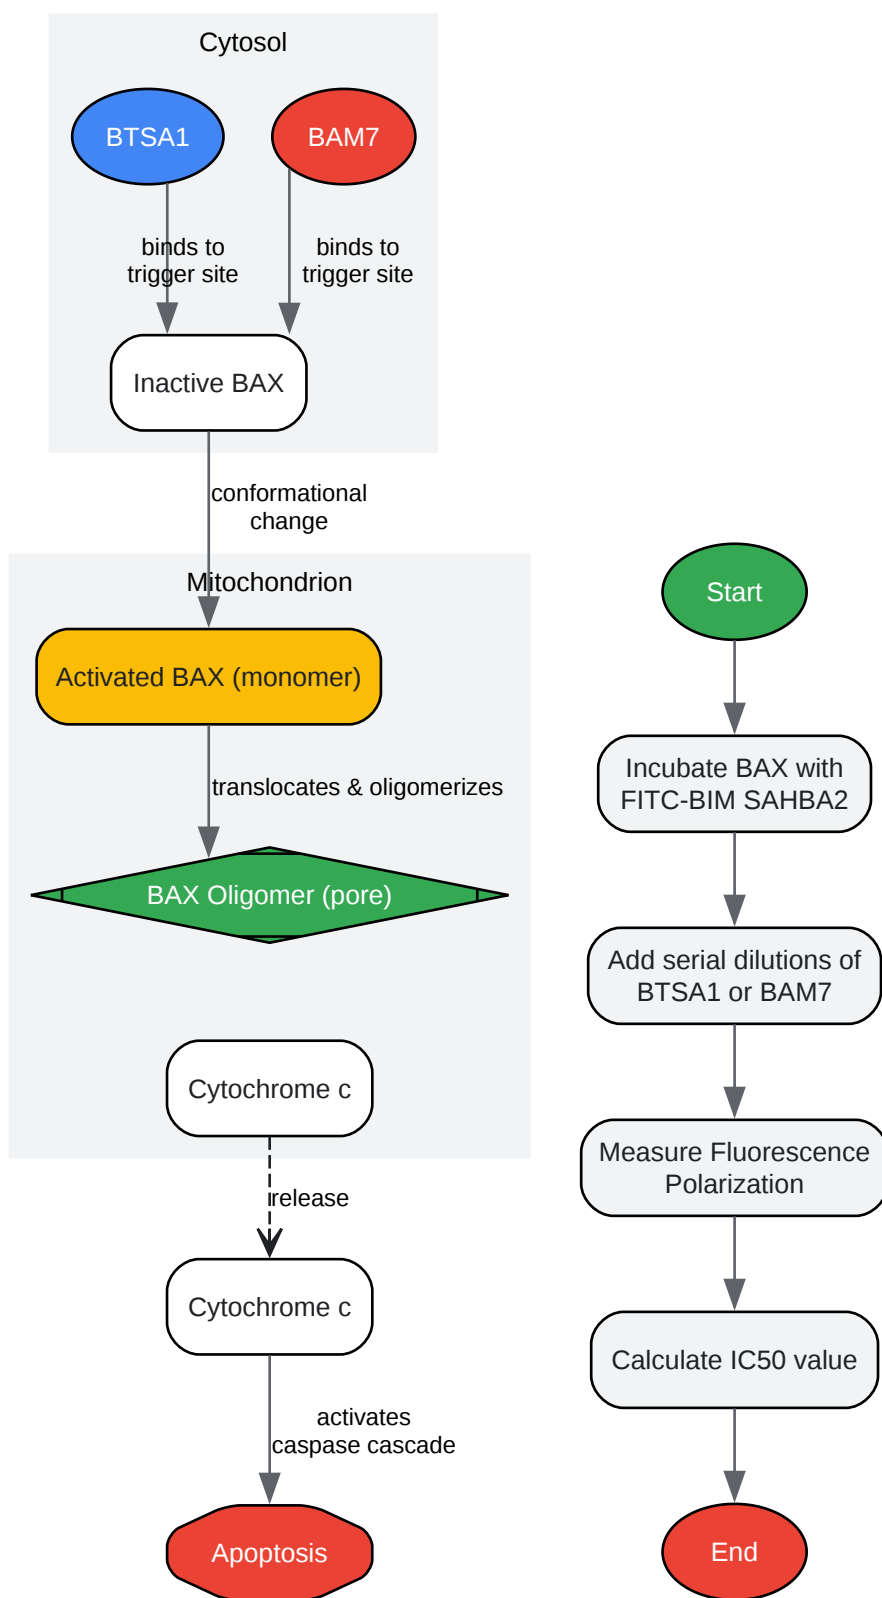 Cytosol
BTSA1
BAM7
binds to
trigger site
binds to
trigger site
Inactive BAX
conformational
change
Mitochondrion
Activated BAX (monomer)
translocates & oligomerizes
BAX Oligomer (pore)
Cytochrome c
release
Cytochrome c
activates
caspase cascade
Apoptosis
Start
Incubate BAX with
FITC-BIM SAHBA2
Add serial dilutions of
BTSA1 or BAM7
Measure Fluorescence
Polarization
Calculate IC50 value
End